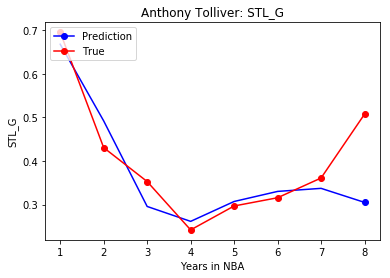 Anthony Tolliver: STL_G
0.7
0.6
0.5
0.4
0.3
STL_G
Prediction
True
1 2 3 4 5 6 7 8
Years in NBA